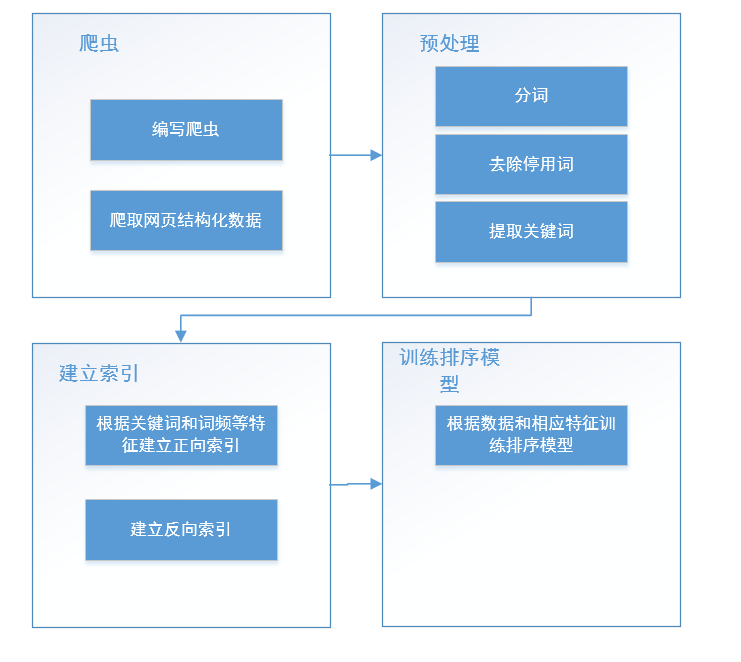 爬虫
编写爬虫
爬取网页结构化数据
预处理
分词
去除停用词
提取关键词
建立索引
根据关键词和词频等特
征建立正向索引
建立反向索引
训练排序模
型
根据数据和相应特征训
练排序模型